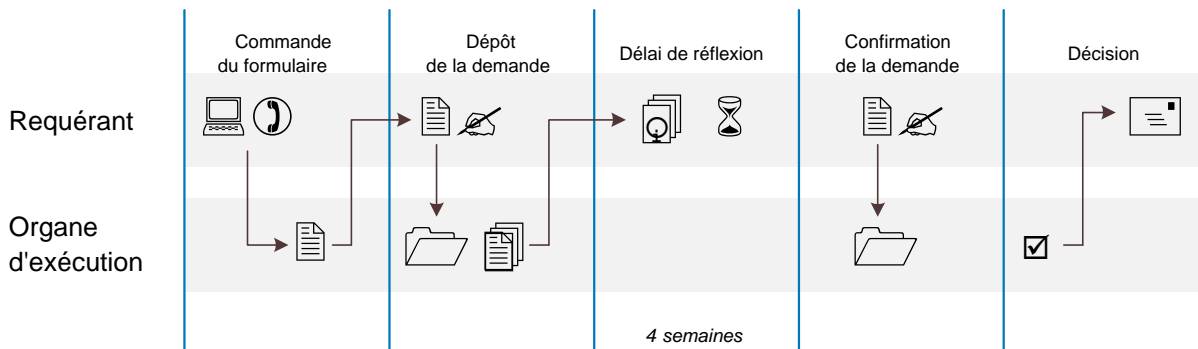 Commande
du formulaire
Dépôt
de la demande
Délai de réflexion
Confirmation
de la demande
Décision
Requérant
Organe
d'exécution
4 semaines